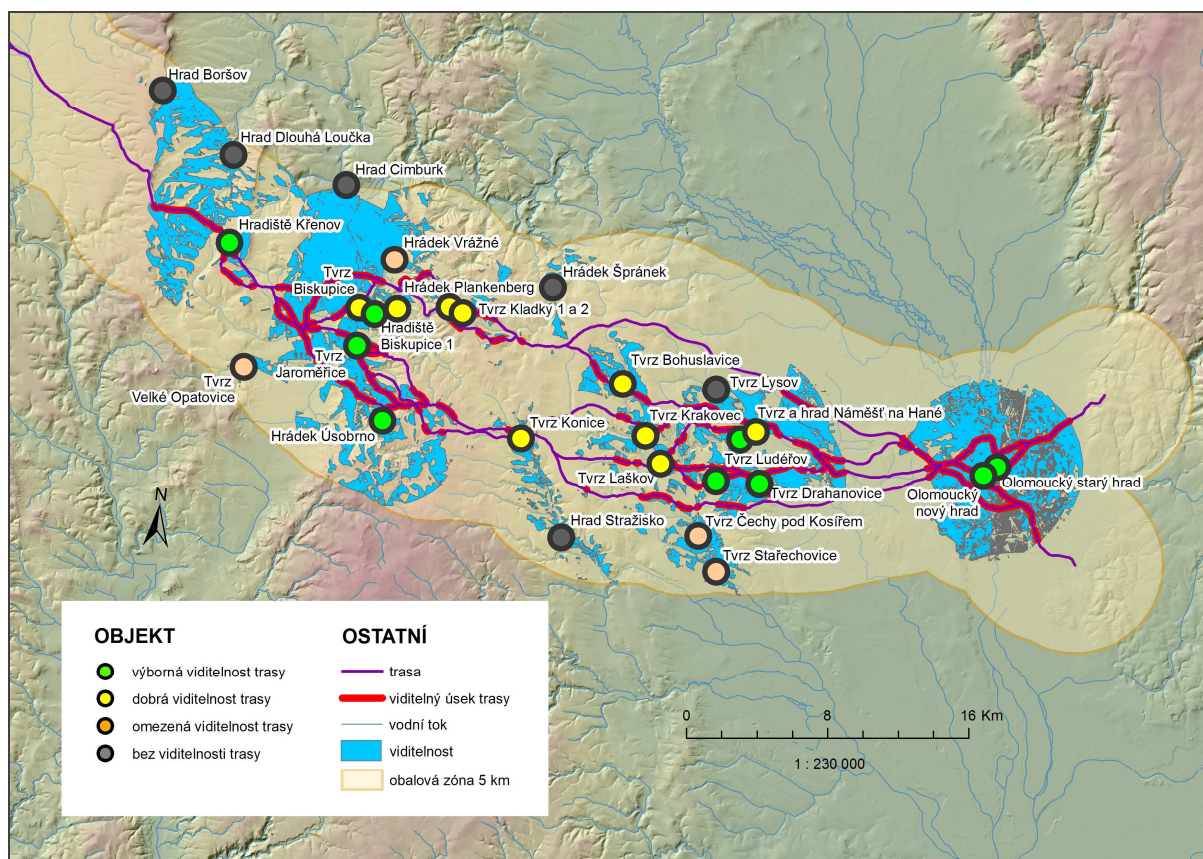 Hrad Boršov
Hrad Dlouhá Loučka
Hrad Cimburk
Hradiště Křenov
Hrádek Vrážné
Tvrz
Biskupice
Hrádek Plankenberg
Hrádek Špránek
Tvrz Kladky 1 a 2
Hradiště
Biskupice 1
Tvrz
Jaroměřice
Tvrz
Velké Opatovice
Tvrz Bohuslavice
Tvrz Lysov
Hrádek Úsobrno
Tvrz Konice
Tvrz Krakovec
Tvrz a hrad Náměšť na Hané
Tvrz Luděřov
Tvrz Laškov
Tvrz Drahanovice
Olomoucký
nový hrad
Olomoucký starý hrad
N
Hrad Stražisko
Tvrz Čechy pod Kosířem
Tvrz Stařechovice
OBJEKT
výborná viditelnost trasy
dobrá viditelnost trasy
omezená viditelnost trasy
bez viditelnosti trasy
OSTATNÍ
trasa
viditelný úsek trasy
vodní tok
viditelnost
obalová zóna 5 km
0
8
16 Km
1 : 230 000